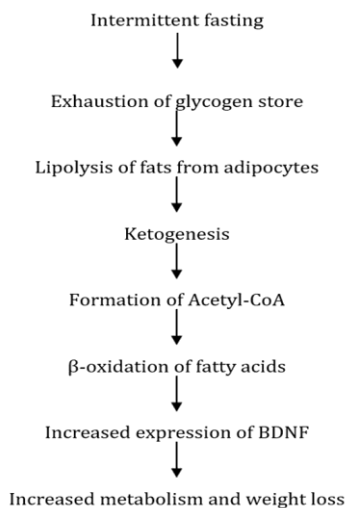 Intermittent fasting
Exhaustion of glycogen store
Lipolysis of fats from adipocytes
Ketogenesis
Formation of Acetyl-CoA
β-oxidation of fatty acids
Increased expression of BDNF
Increased metabolism and weight loss